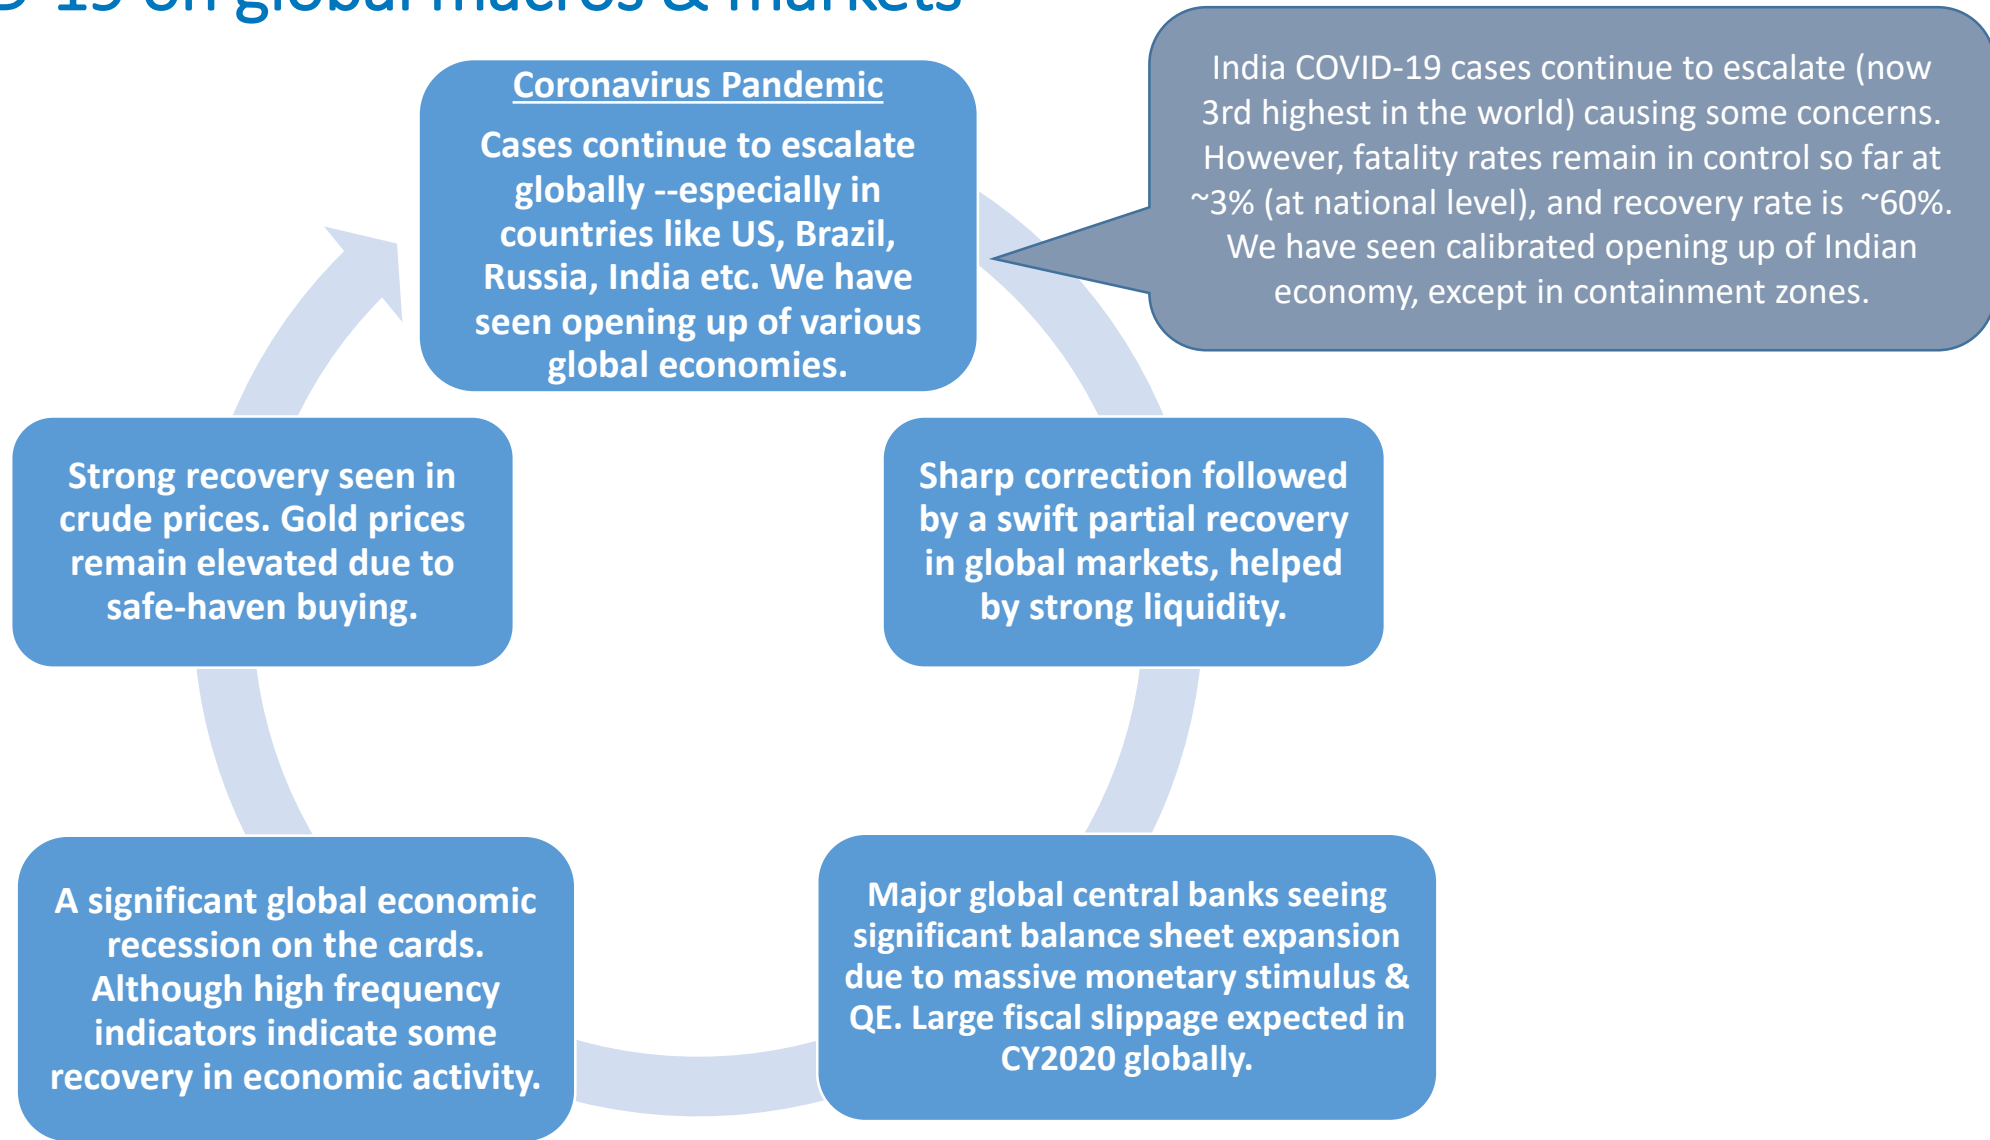 D-19 on global macros & markets
Coronavirus Pandemic
Cases continue to escalate
globally --especially in
countries like US, Brazil,
Russia, India etc. We have
seen opening up of various
global economies.
India COVID-19 cases continue to escalate (now
3rd highest in the world) causing some concerns.
However, fatality rates remain in control so far at
~3% (at national level), and recovery rate is ~60%.
We have seen calibrated opening up of Indian
economy, except in containment zones.
Sharp correction followed
by a swift partial recovery
in global markets, helped
by strong liquidity.
Major global central banks seeing
significant balance sheet expansion
due to massive monetary stimulus &
QE. Large fiscal slippage expected in
CY2020 globally.
A significant global economic
recession on the cards.
Although high frequency
indicators indicate some
recovery in economic activity.
Strong recovery seen in
crude prices. Gold prices
remain elevated due to
safe-haven buying.